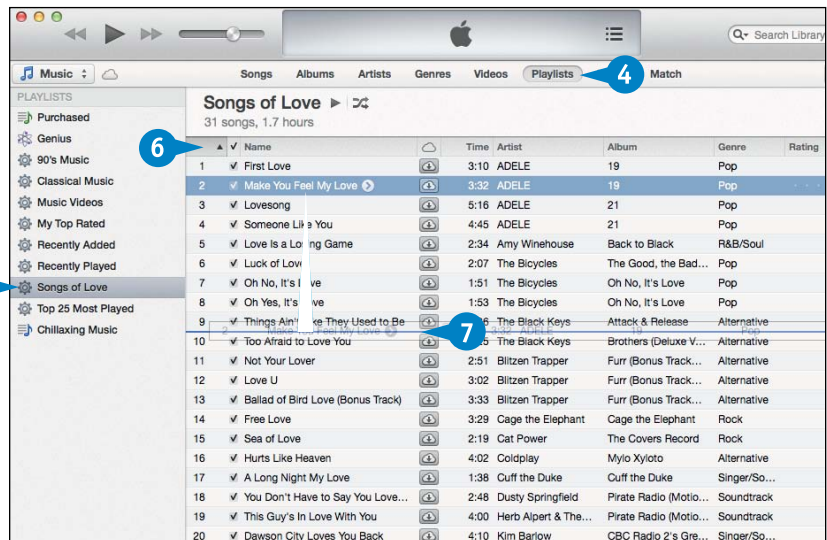 Search Library
Music
Songs Albums Artists Genres Videos Playlists 4 Match
PLAYLISTS
Purchased
Genius
90's Music
Classical Music
Music Videos
My Top Rated
Recently Added
Recently Played
Songs of Love
Top 25 Most Played
Chillaxing Music
Songs of Love
31 songs, 1.7 hours
6 Name Time Artist Album Genre Rating
1 First Love 3:10 ADELE 19 Pop
2 Make You Feel My Love 3:32 ADELE 19 Pop
3 Lovesong 5:16 ADELE 21 Pop
4 Someone Like You 4:45 ADELE 21 Pop
5 Love Is a Losing Game 2:34 Amy Winehouse Back to Black R&B/Soul
6 Luck of Love 2:07 The Bicycles The Good, the Bad... Pop
7 Oh No, It's Love 1:51 The Bicycles Oh No, It's Love Pop
8 Oh Yes, It's Love 1:53 The Bicycles Oh No, It's Love Pop
9 Things Ain't Like They Used to Be The Black Keys Attack & Release Alternative
2 Make You Feel My Love 7 3:32 ADELE 19 Pop
10 Too Afraid to Love You The Black Keys Brothers (Deluxe V... Alternative
11 Not Your Lover 2:51 Blitzen Trapper Furr (Bonus Track... Alternative
12 Love U 3:02 Blitzen Trapper Furr (Bonus Track... Alternative
13 Ballad of Bird Love (Bonus Track) 3:33 Blitzen Trapper Furr (Bonus Track... Alternative
14 Free Love 3:29 Cage the Elephant Cage the Elephant Rock
15 Sea of Love 2:19 Cat Power The Covers Record Rock
16 Hurts Like Heaven 4:02 Coldplay Mylo Xyloto Alternative
17 A Long Night My Love 1:38 Cuff the Duke Cuff the Duke Singer/So...
18 You Don't Have to Say You Love... 2:48 Dusty Springfield Pirate Radio (Motio... Soundtrack
19 This Guy's In Love With You 4:00 Herb Alpert & The... Pirate Radio (Motio... Soundtrack
20 Dawson City Loves You Back 4:10 Kim Barlow CBC Radio 2's Gre... Singer/So...